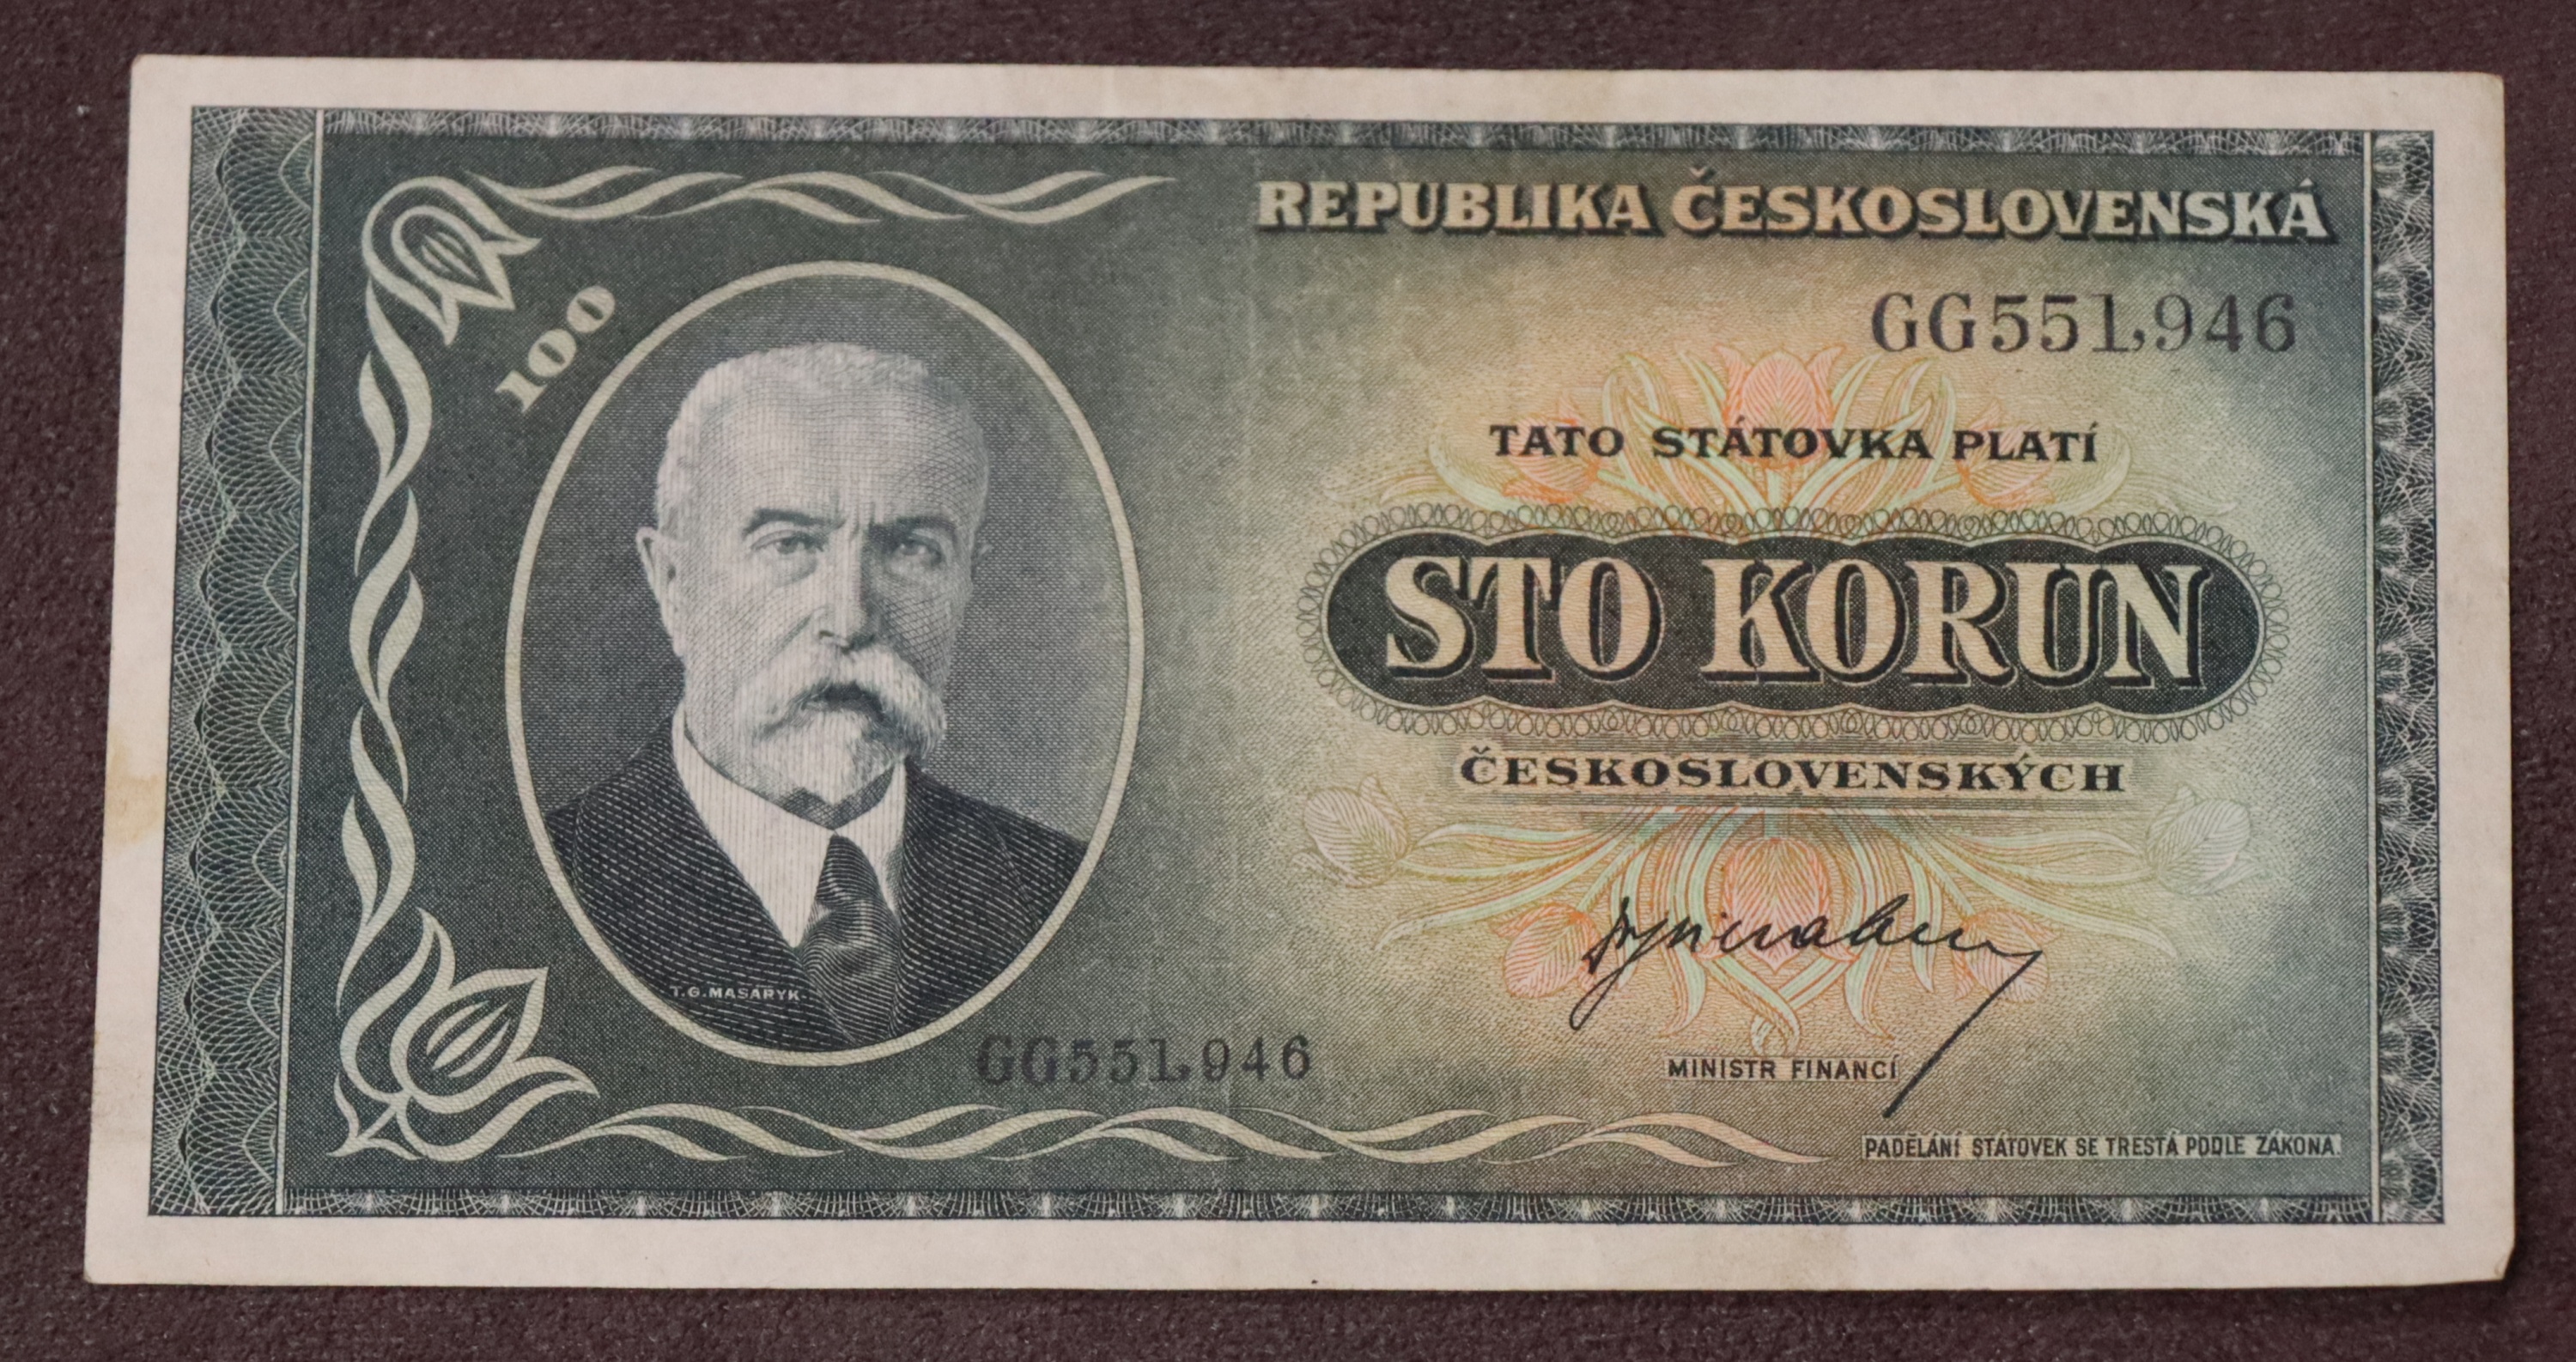 REPUBLIKA ČESKOSLOVENSKÁ
100
GG551,946
TATO STÁTOVKA PLATÍ
STO KORUN
ČESKOSLOVENSKÝCH
T.G.MASARYK.
GG551,946
MINISTR FINANCÍ
PADĚLÁNÍ STÁTOVEK SE TRESTÁ PODLE ZÁKONA.